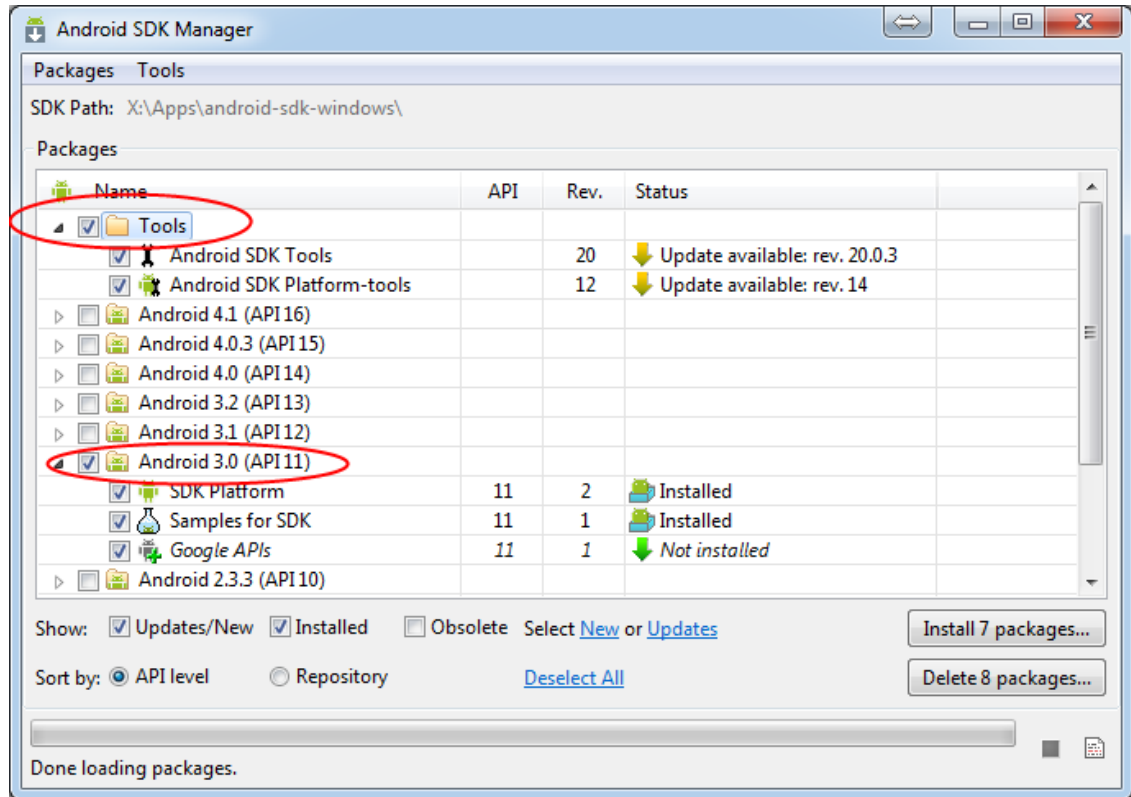 Android SDK Manager
Packages Tools
SDK Path: X:\Apps\android-sdk-windows\
Packages
Name API Rev. Status
Tools
Android SDK Tools 20 Update available: rev. 20.0.3
Android SDK Platform-tools 12 Update available: rev. 14
Android 4.1 (API 16)
Android 4.0.3 (API 15)
Android 4.0 (API 14)
Android 3.2 (API 13)
Android 3.1 (API 12)
Android 3.0 (API 11)
SDK Platform 11 2 Installed
Samples for SDK 11 1 Installed
Google APIs 11 1 Not installed
Android 2.3.3 (API 10)
Show: Updates/New Installed Obsolete Select New or Updates Install 7 packages...
Sort by: API level Repository Deselect All Delete 8 packages...
Done loading packages.